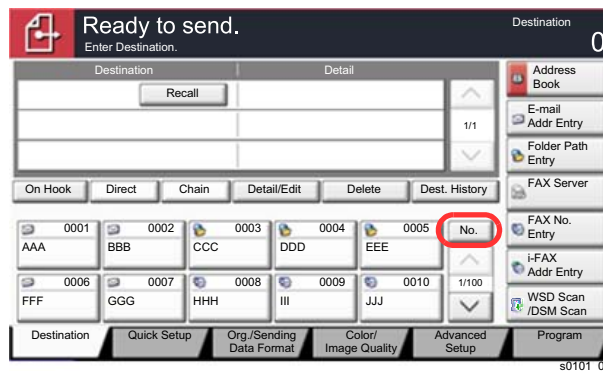 Ready to send.
Enter Destination.
Destination
0
Destination Detail
Recall
1/1
Address
Book
E-mail
Addr Entry
Folder Path
Entry
On Hook Direct Chain Detail/Edit Delete Dest. History
FAX Server
0001 0002 0003 0004 0005 No.
AAA BBB CCC DDD EEE
FAX No.
Entry
i-FAX
Addr Entry
0006 0007 0008 0009 0010 1/100
FFF GGG HHH III JJJ
WSD Scan
/DSM Scan
Destination Quick Setup Org./Sending
Data Format Color/
Image Quality Advanced
Setup Program
s0101_0